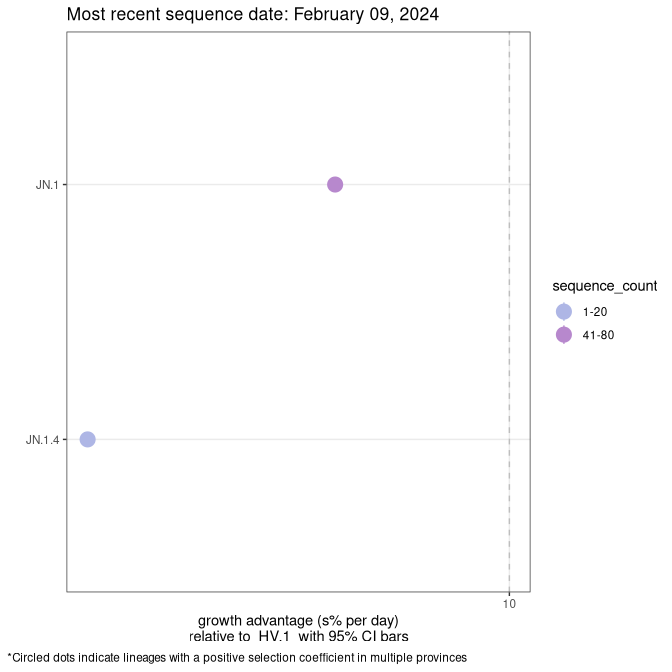 Most recent sequence date: February 09, 2024
JN.1
sequence_count
1-20
41-80
JN.1.4
10
growth advantage (s% per day)
relative to  HV.1  with 95% CI bars
*Circled dots indicate lineages with a positive selection coefficient in multiple provinces